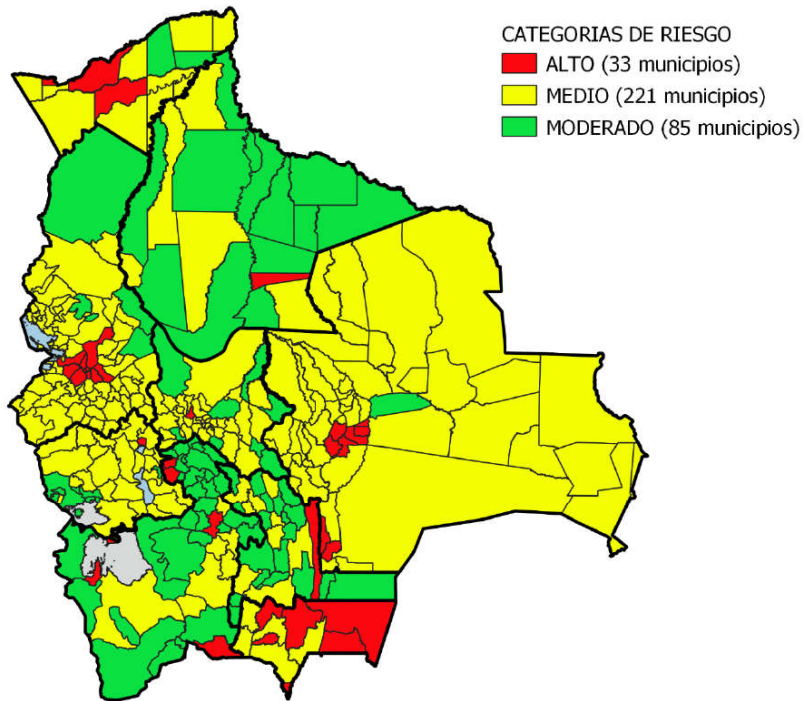 CATEGORIAS DE RIESGO
ALTO (33 municipios)
MEDIO (221 municipios)
MODERADO (85 municipios)